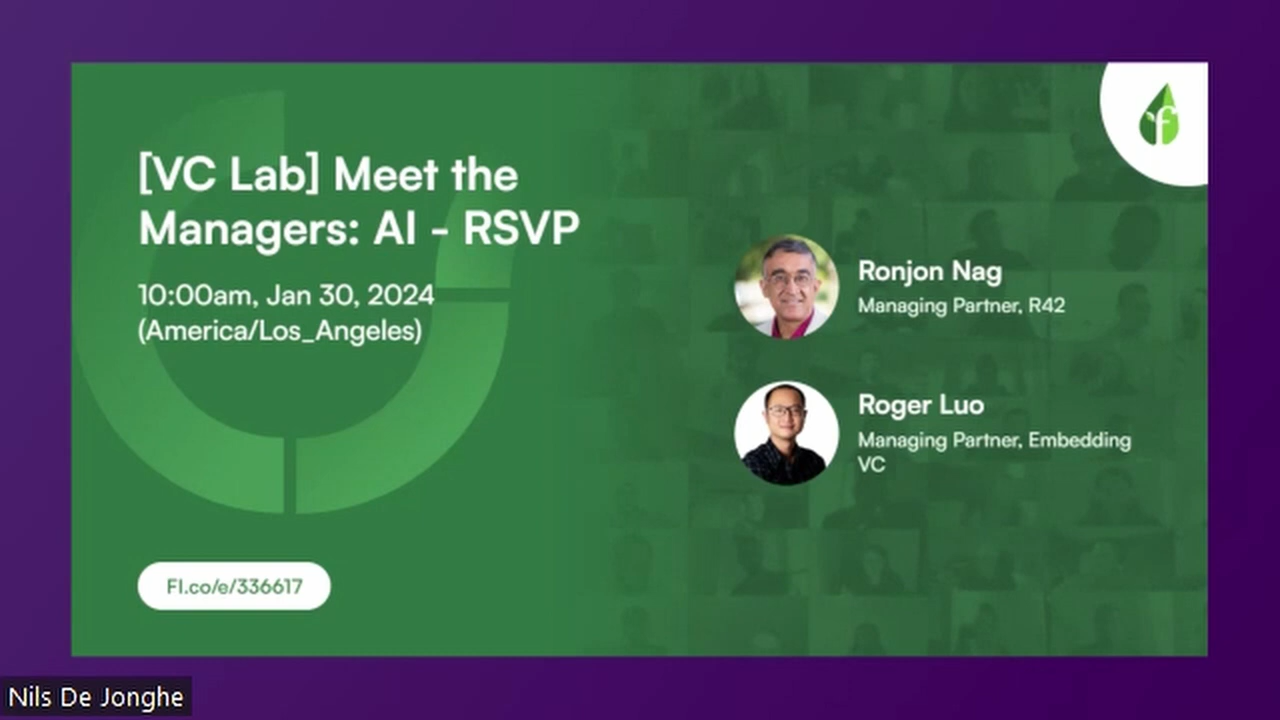 [VC Lab] Meet the
Managers: AI - RSVP
10:00am, Jan 30, 2024
(America/Los_Angeles)
FI.co/e/336617
f
Ronjon Nag
Managing Partner, R42
Roger Luo
Managing Partner, Embedding
VC
Nils De Jonghe